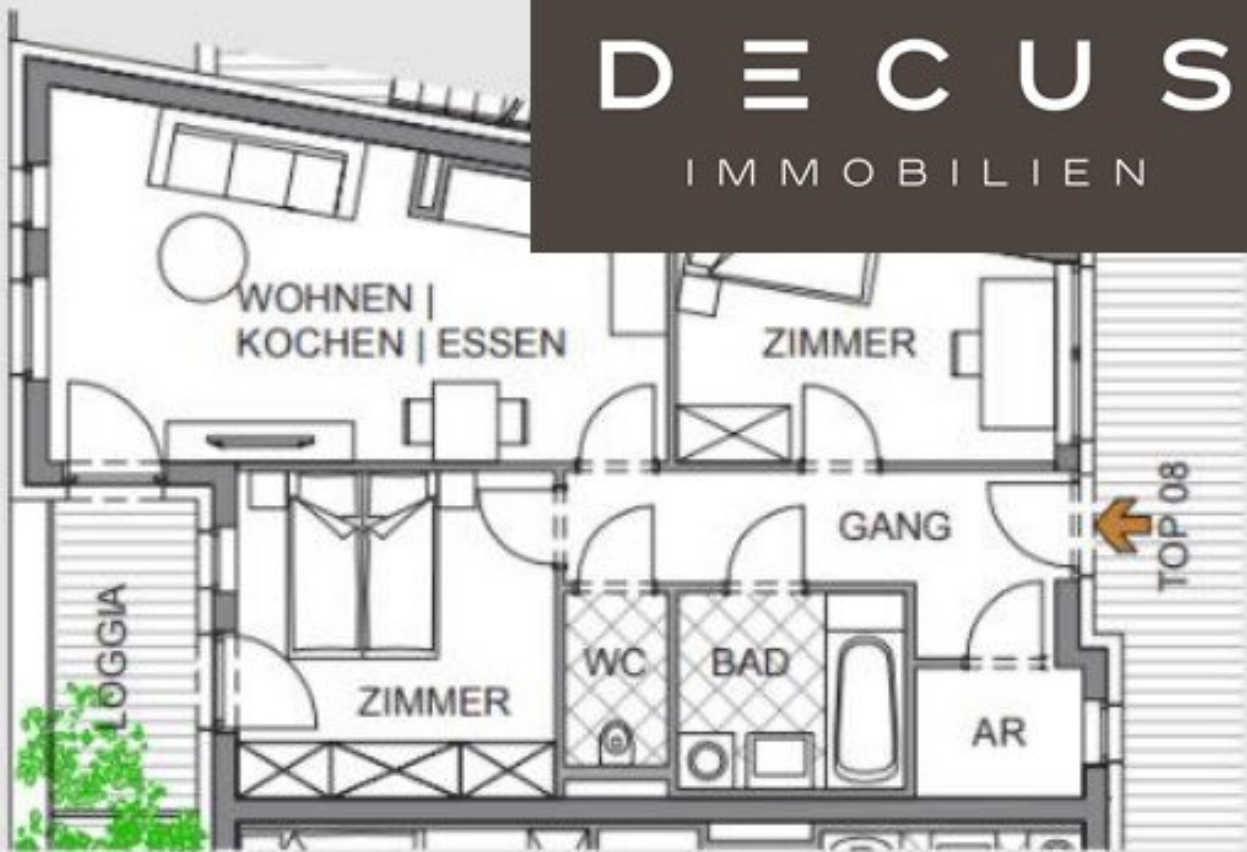 DECUS
IMMOBILIEN
WOHNEN |
KOCHEN | ESSEN
ZIMMER
GANG
TOP 08
LOGGIA
ZIMMER
WC
BAD
AR